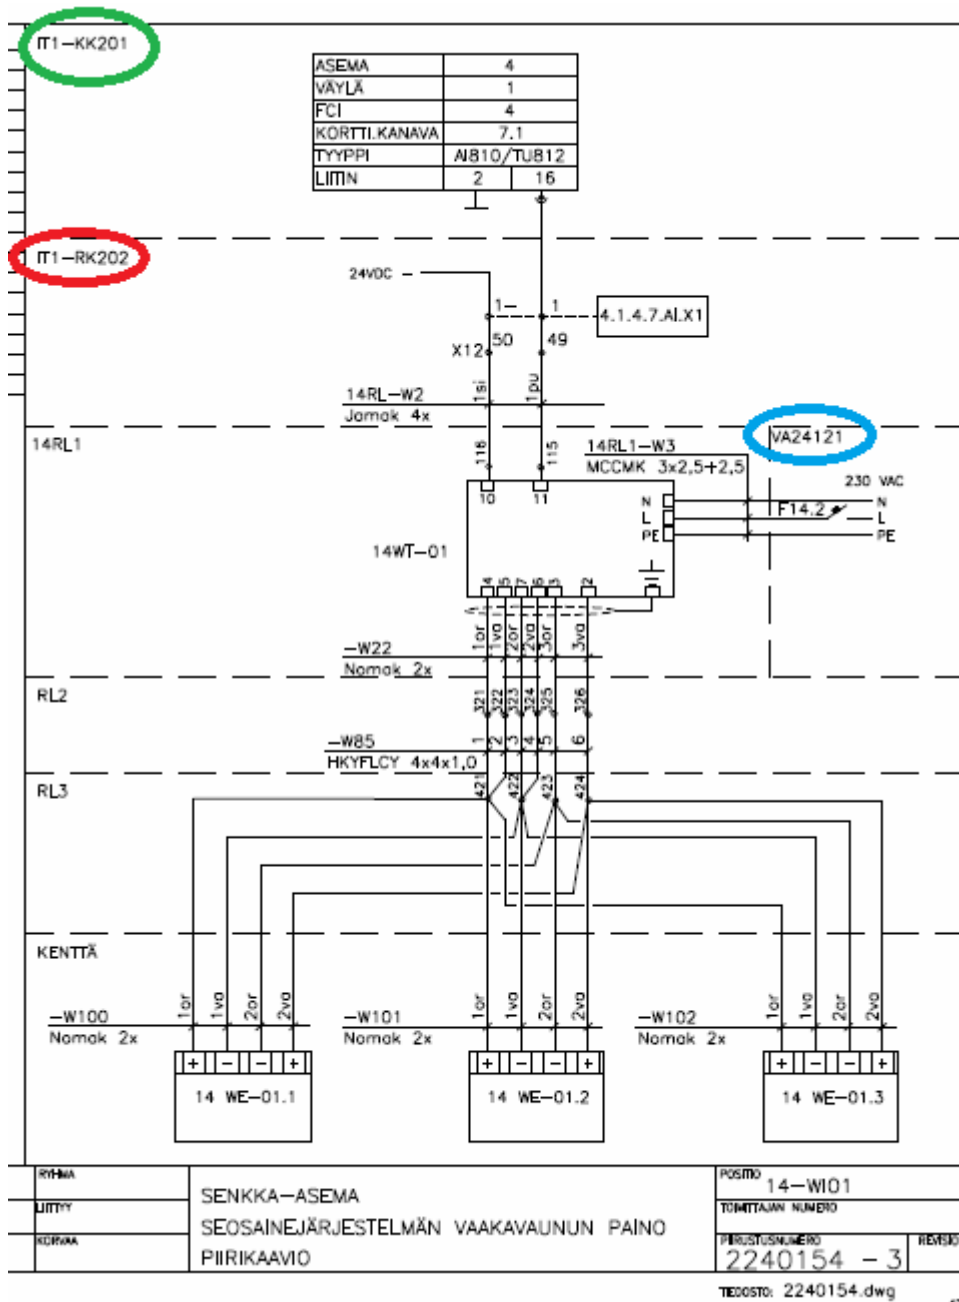 IT1-KK201
ASEMA 4
VÄYLÄ 1
FCI 4
KORTTI.KANAVA 7.1
TYYPPI AI810/TU812
LIITIN 2 16
IT1-RK202
24VDC -
1- 1 4.1.4.7.AI.X1
X12 50 49
1si 1pu
14RL-W2
Jamak 4x
14RL1
116 115
14RL1-W3
MCCMK 3x2,5+2,5
VA24121
230 VAC
10 11
N F14.2 N
L L
PE PE
14WT-01
4 5 7 6 3 2
1or 1va 2or 2va 3or 3va
-W22
Nomak 2x
RL2
321 322 323 324 325 326
-W85 1 2 3 4 5 6
HKYFLCY 4x4x1,0
RL3
421 422 423 424
KENTTÄ
1or 1va 2or 2va 1or 1va 2or 2va 1or 1va 2or 2va
-W100 -W101 -W102
Nomak 2x Nomak 2x Nomak 2x
+ - - + + - - + + - - +
14 WE-01.1 14 WE-01.2 14 WE-01.3
RYHMÄ
LIITTYY
KORVAA
SENKKA-ASEMA
SEOSAINEJÄRJESTELMÄN VAAKAVAUNUN PAINO
PIIRIKAAVIO
POSITIO
14-WI01
TOIMITTAJAN NUMERO
PIIRUSTUSNUMERO
2240154 - 3
TIEDOSTO: 2240154.dwg